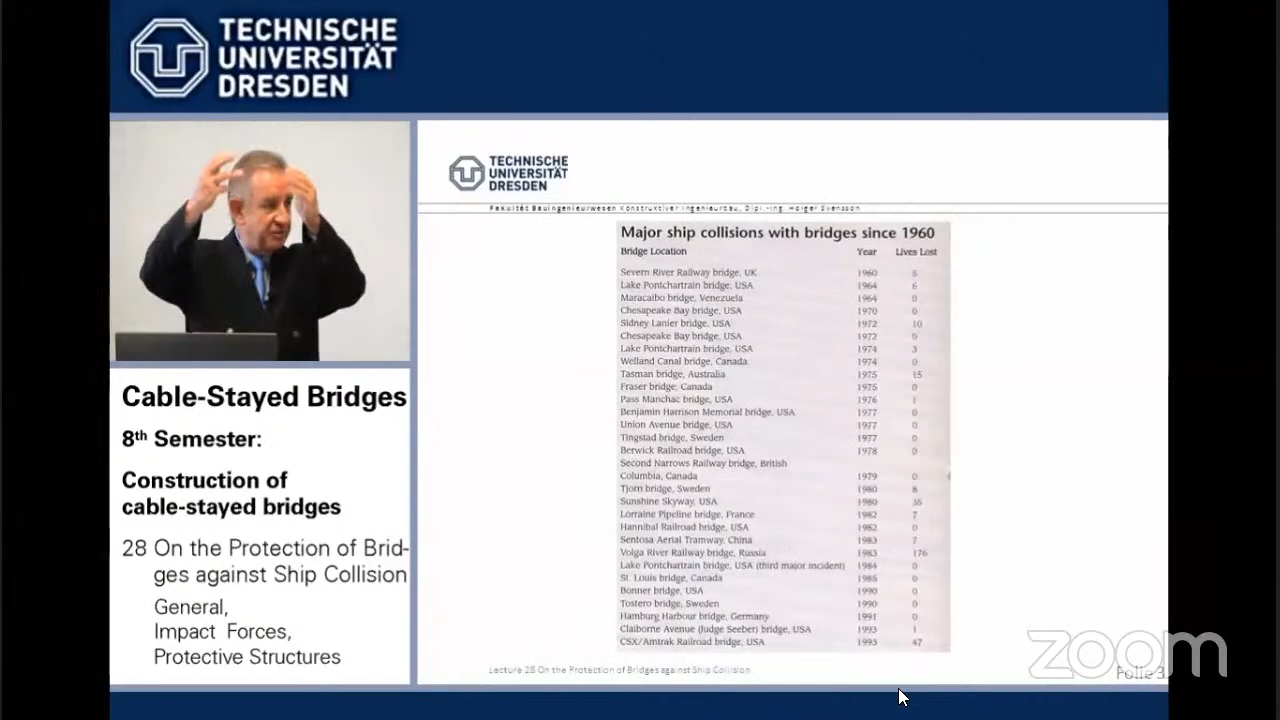 TECHNISCHE
UNIVERSITÄT
DRESDEN
TECHNISCHE
UNIVERSITÄT
DRESDEN
Fakultät Bauingenieurwesen Konstruktiver Ingenieurbau, Dipl.-Ing. Holger Svensson
Major ship collisions with bridges since 1960
Bridge Location Year Lives Lost
Severn River Railway bridge, UK 1960 5
Lake Pontchartrain bridge, USA 1964 6
Maracaibo bridge, Venezuela 1964 0
Chesapeake Bay bridge, USA 1970 0
Sidney Lanier bridge, USA 1972 10
Chesapeake Bay bridge, USA 1972 0
Lake Pontchartrain bridge, USA 1974 3
Welland Canal bridge, Canada 1974 0
Tasman bridge, Australia 1975 15
Fraser bridge, Canada 1975 0
Pass Manchac bridge, USA 1976 1
Benjamin Harrison Memorial bridge, USA 1977 0
Union Avenue bridge, USA 1977 0
Tingstad bridge, Sweden 1977 0
Berwick Railroad bridge, USA 1978 0
Second Narrows Railway bridge, British
Columbia, Canada 1979 0
Tjorn bridge, Sweden 1980 8
Sunshine Skyway, USA 1980 35
Lorraine Pipeline bridge, France 1982 7
Hannibal Railroad bridge, USA 1982 0
Sentosa Aerial Tramway, China 1983 7
Volga River Railway bridge, Russia 1983 176
Lake Pontchartrain bridge, USA (third major incident) 1984 0
St. Louis bridge, Canada 1985 0
Bonner bridge, USA 1990 0
Tostero bridge, Sweden 1990 0
Hamburg Harbour bridge, Germany 1991 0
Claiborne Avenue (Judge Seeber) bridge, USA 1993 1
CSX/Amtrak Railroad bridge, USA 1993 47
Lecture 28 On the Protection of Bridges against Ship Collision
Folie 3
zoom
Cable-Stayed Bridges
8th Semester:
Construction of
cable-stayed bridges
28 On the Protection of Brid-
ges against Ship Collision
General,
Impact Forces,
Protective Structures